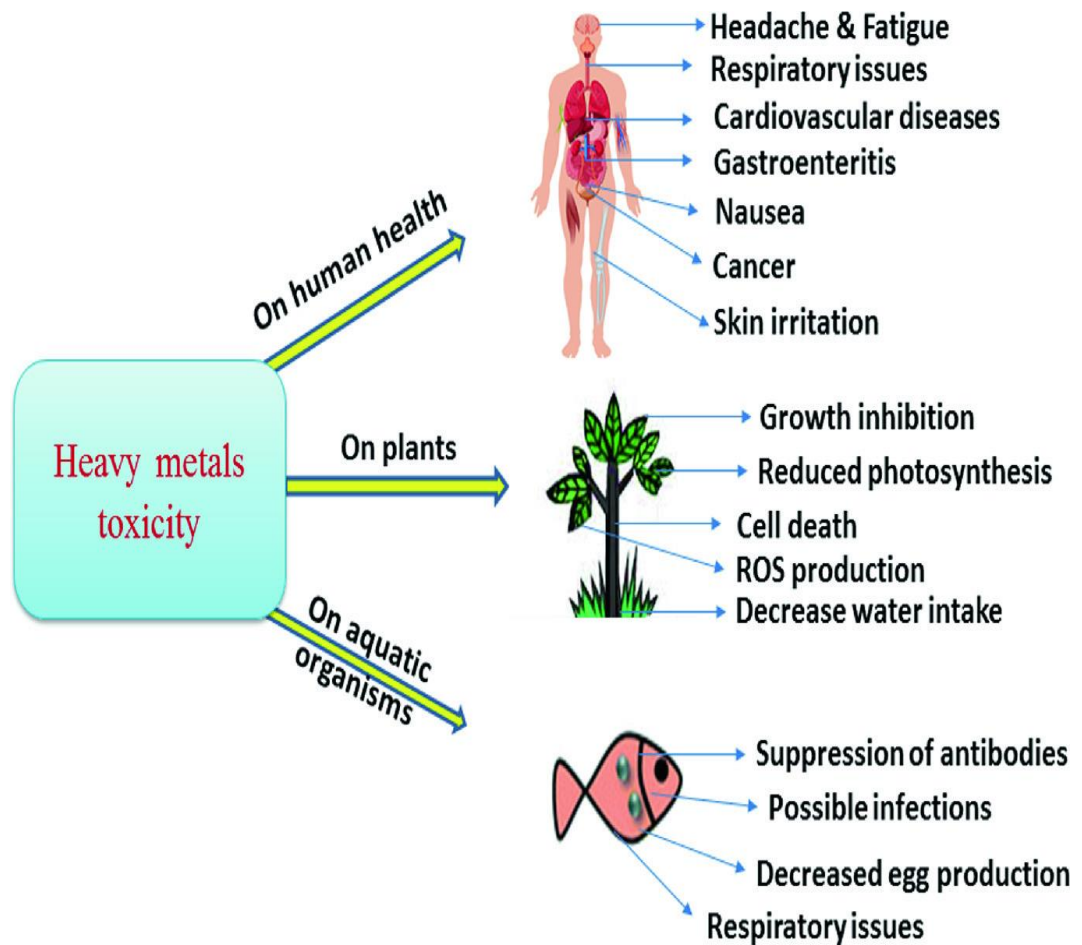 Heavy metals
toxicity
On human health
Headache & Fatigue
Respiratory issues
Cardiovascular diseases
Gastroenteritis
Nausea
Cancer
Skin irritation
On plants
Growth inhibition
Reduced photosynthesis
Cell death
ROS production
Decrease water intake
On aquatic
organisms
Suppression of antibodies
Possible infections
Decreased egg production
Respiratory issues